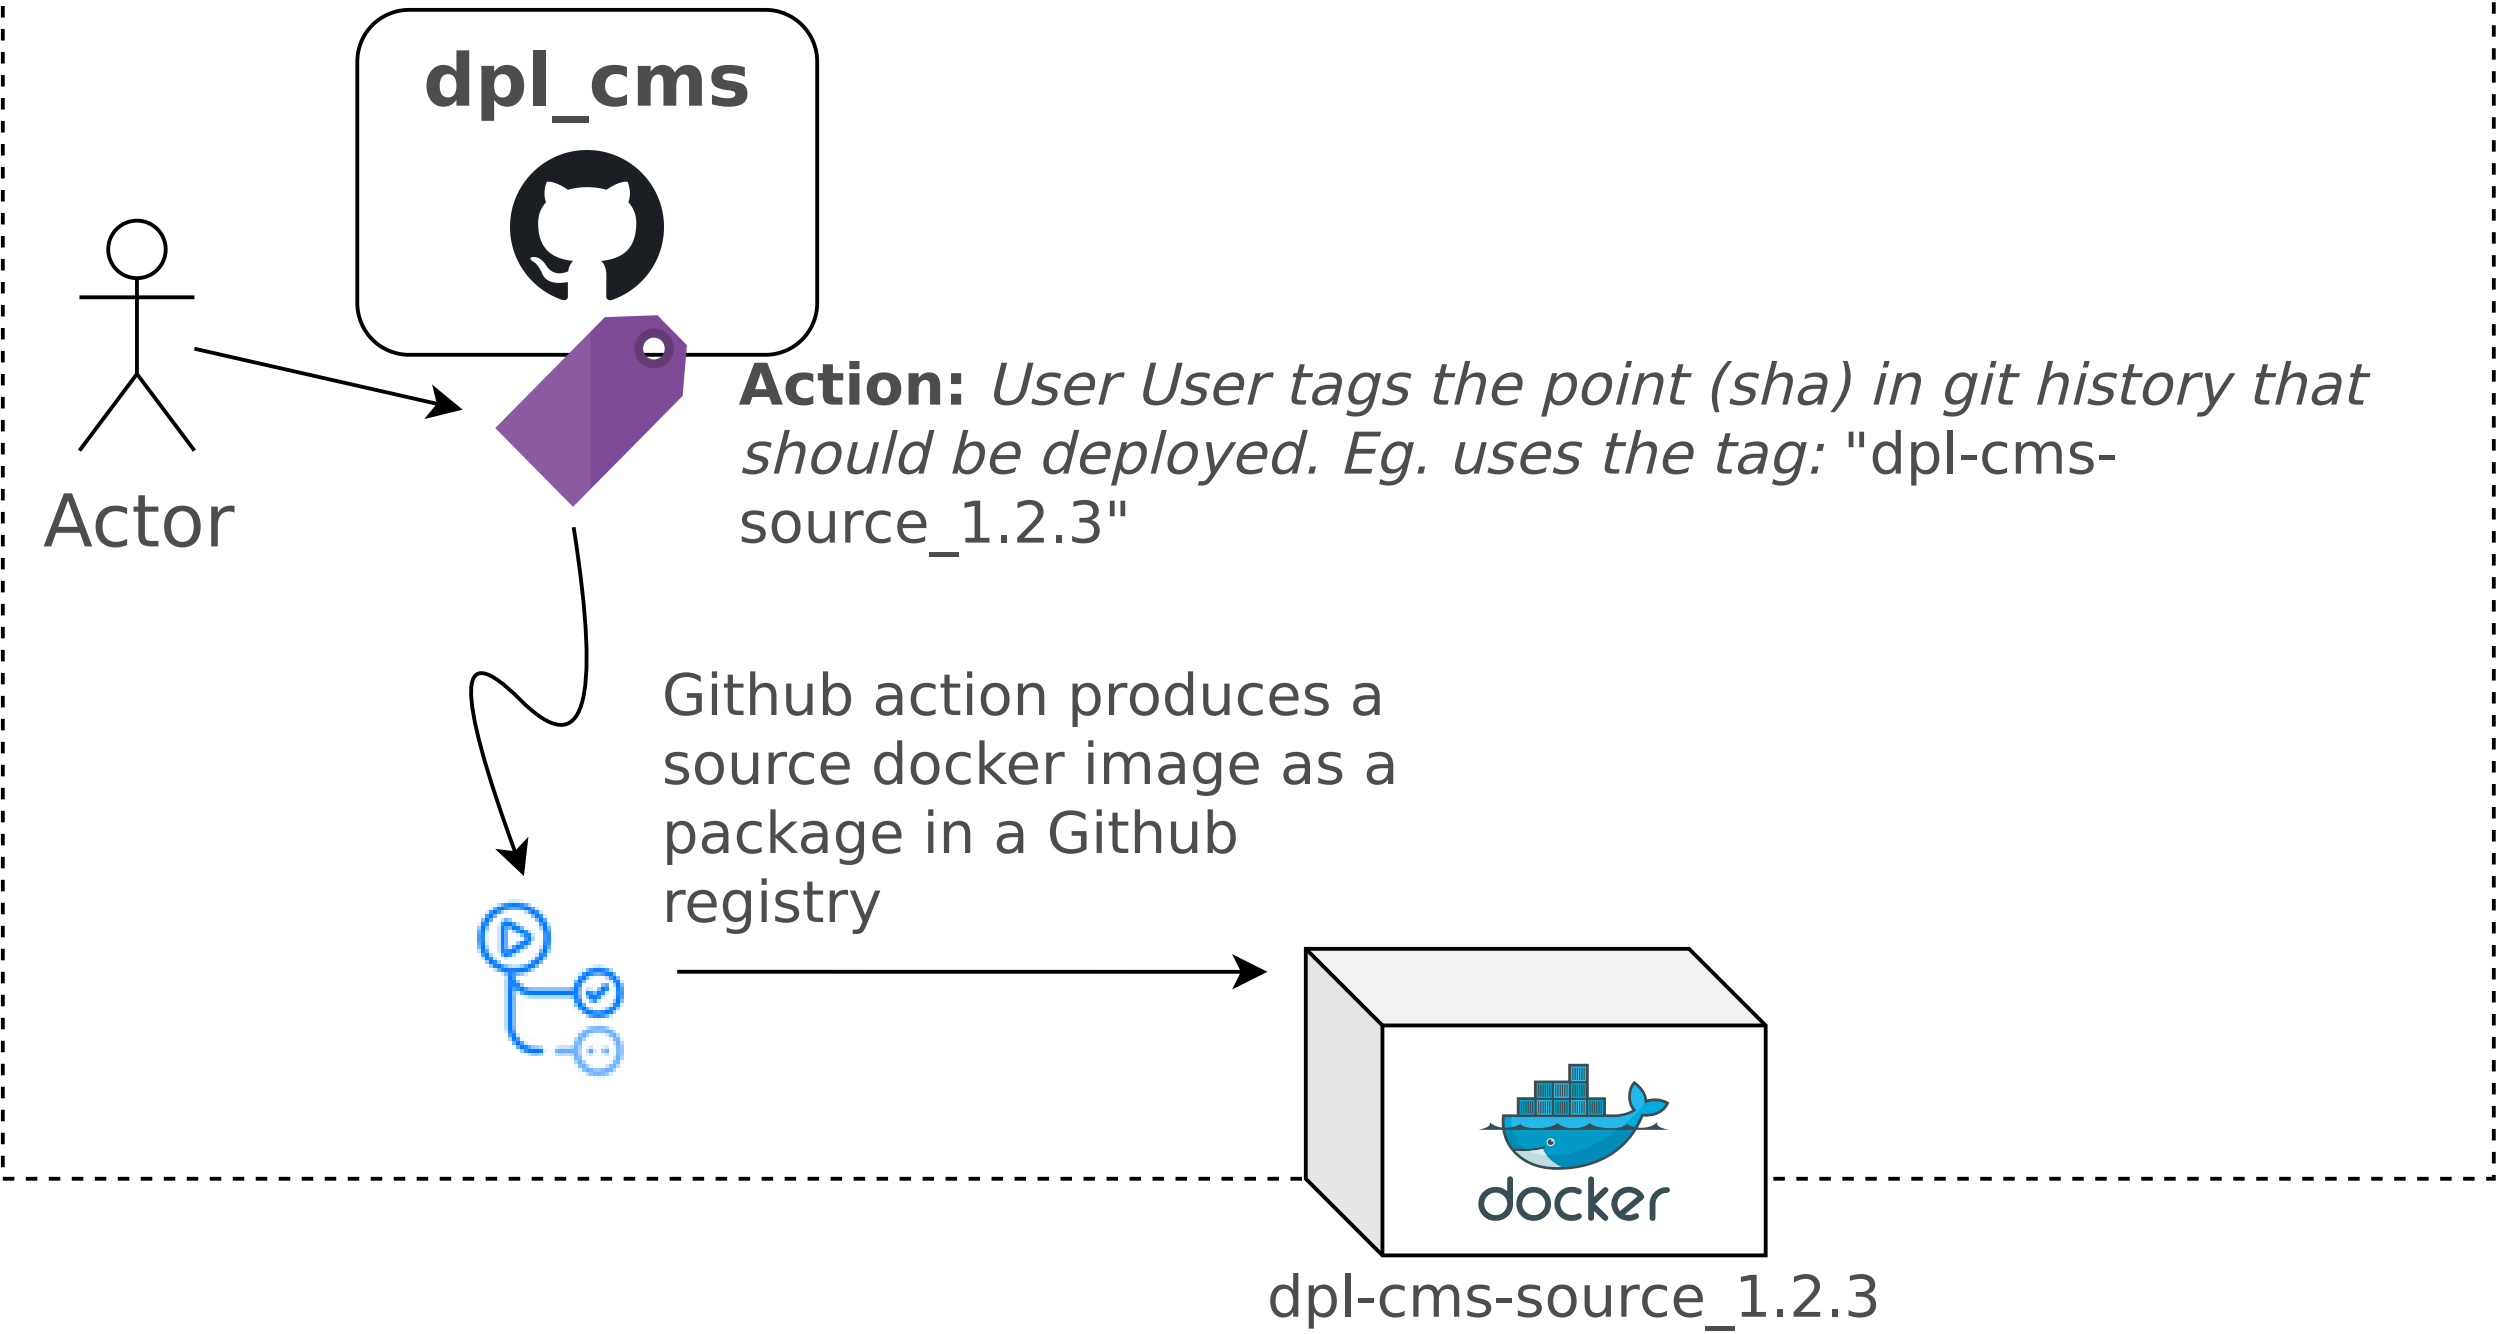 dpl_cms
Action: User User tags the point (sha) in git history that
should be deployed. Eg. uses the tag: "dpl-cms-
source_1.2.3"
Actor
Github action produces a
source docker image as a
package in a Github
registry
docker
dpl-cms-source_1.2.3